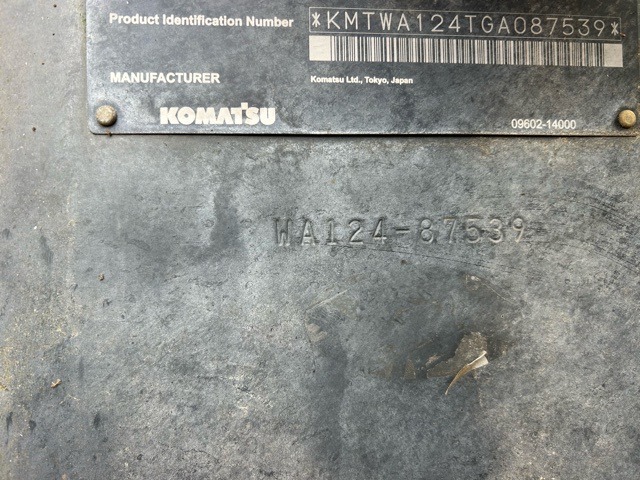 Product Identification Number *KMTWA124TGA087539*
MANUFACTURER Komatsu Ltd., Tokyo, Japan
KOMATSU 09602-14000
WA124-87539